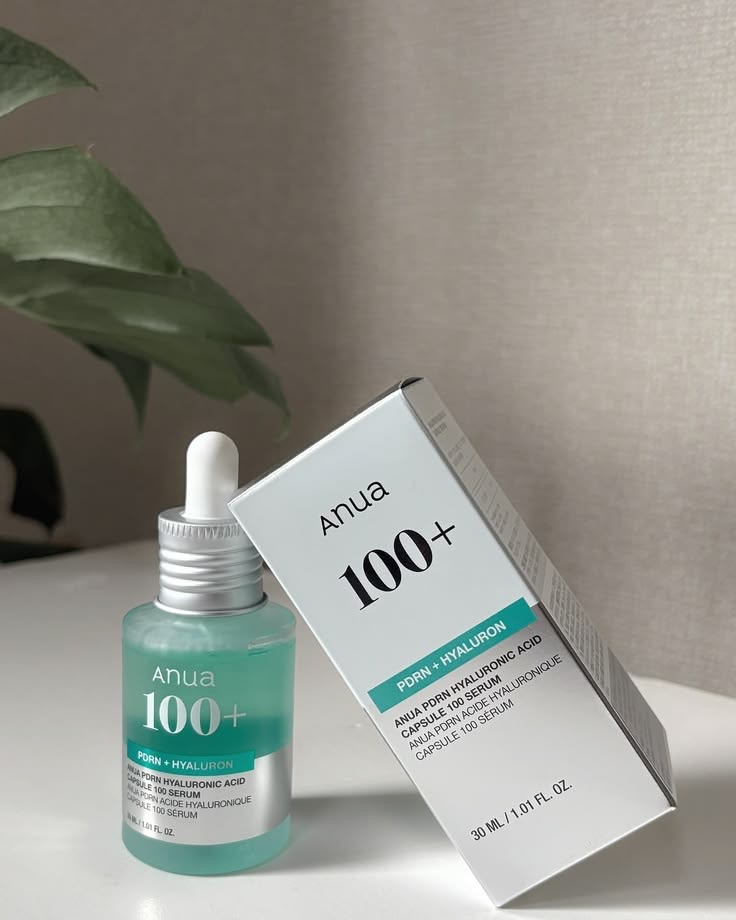 Anua
100+
PDRN + HYALURON
ANUA PDRN HYALURONIC ACID
CAPSULE 100 SERUM
ANUA PDRN ACIDE HYALURONIQUE
CAPSULE 100 SÉRUM
30 ML / 1.01 FL. OZ.
Anua
100+
PDRN + HYALURON
ANUA PDRN HYALURONIC ACID
CAPSULE 100 SERUM
ANUA PDRN ACIDE HYALURONIQUE
CAPSULE 100 SÉRUM
30 ML / 1.01 FL. OZ.